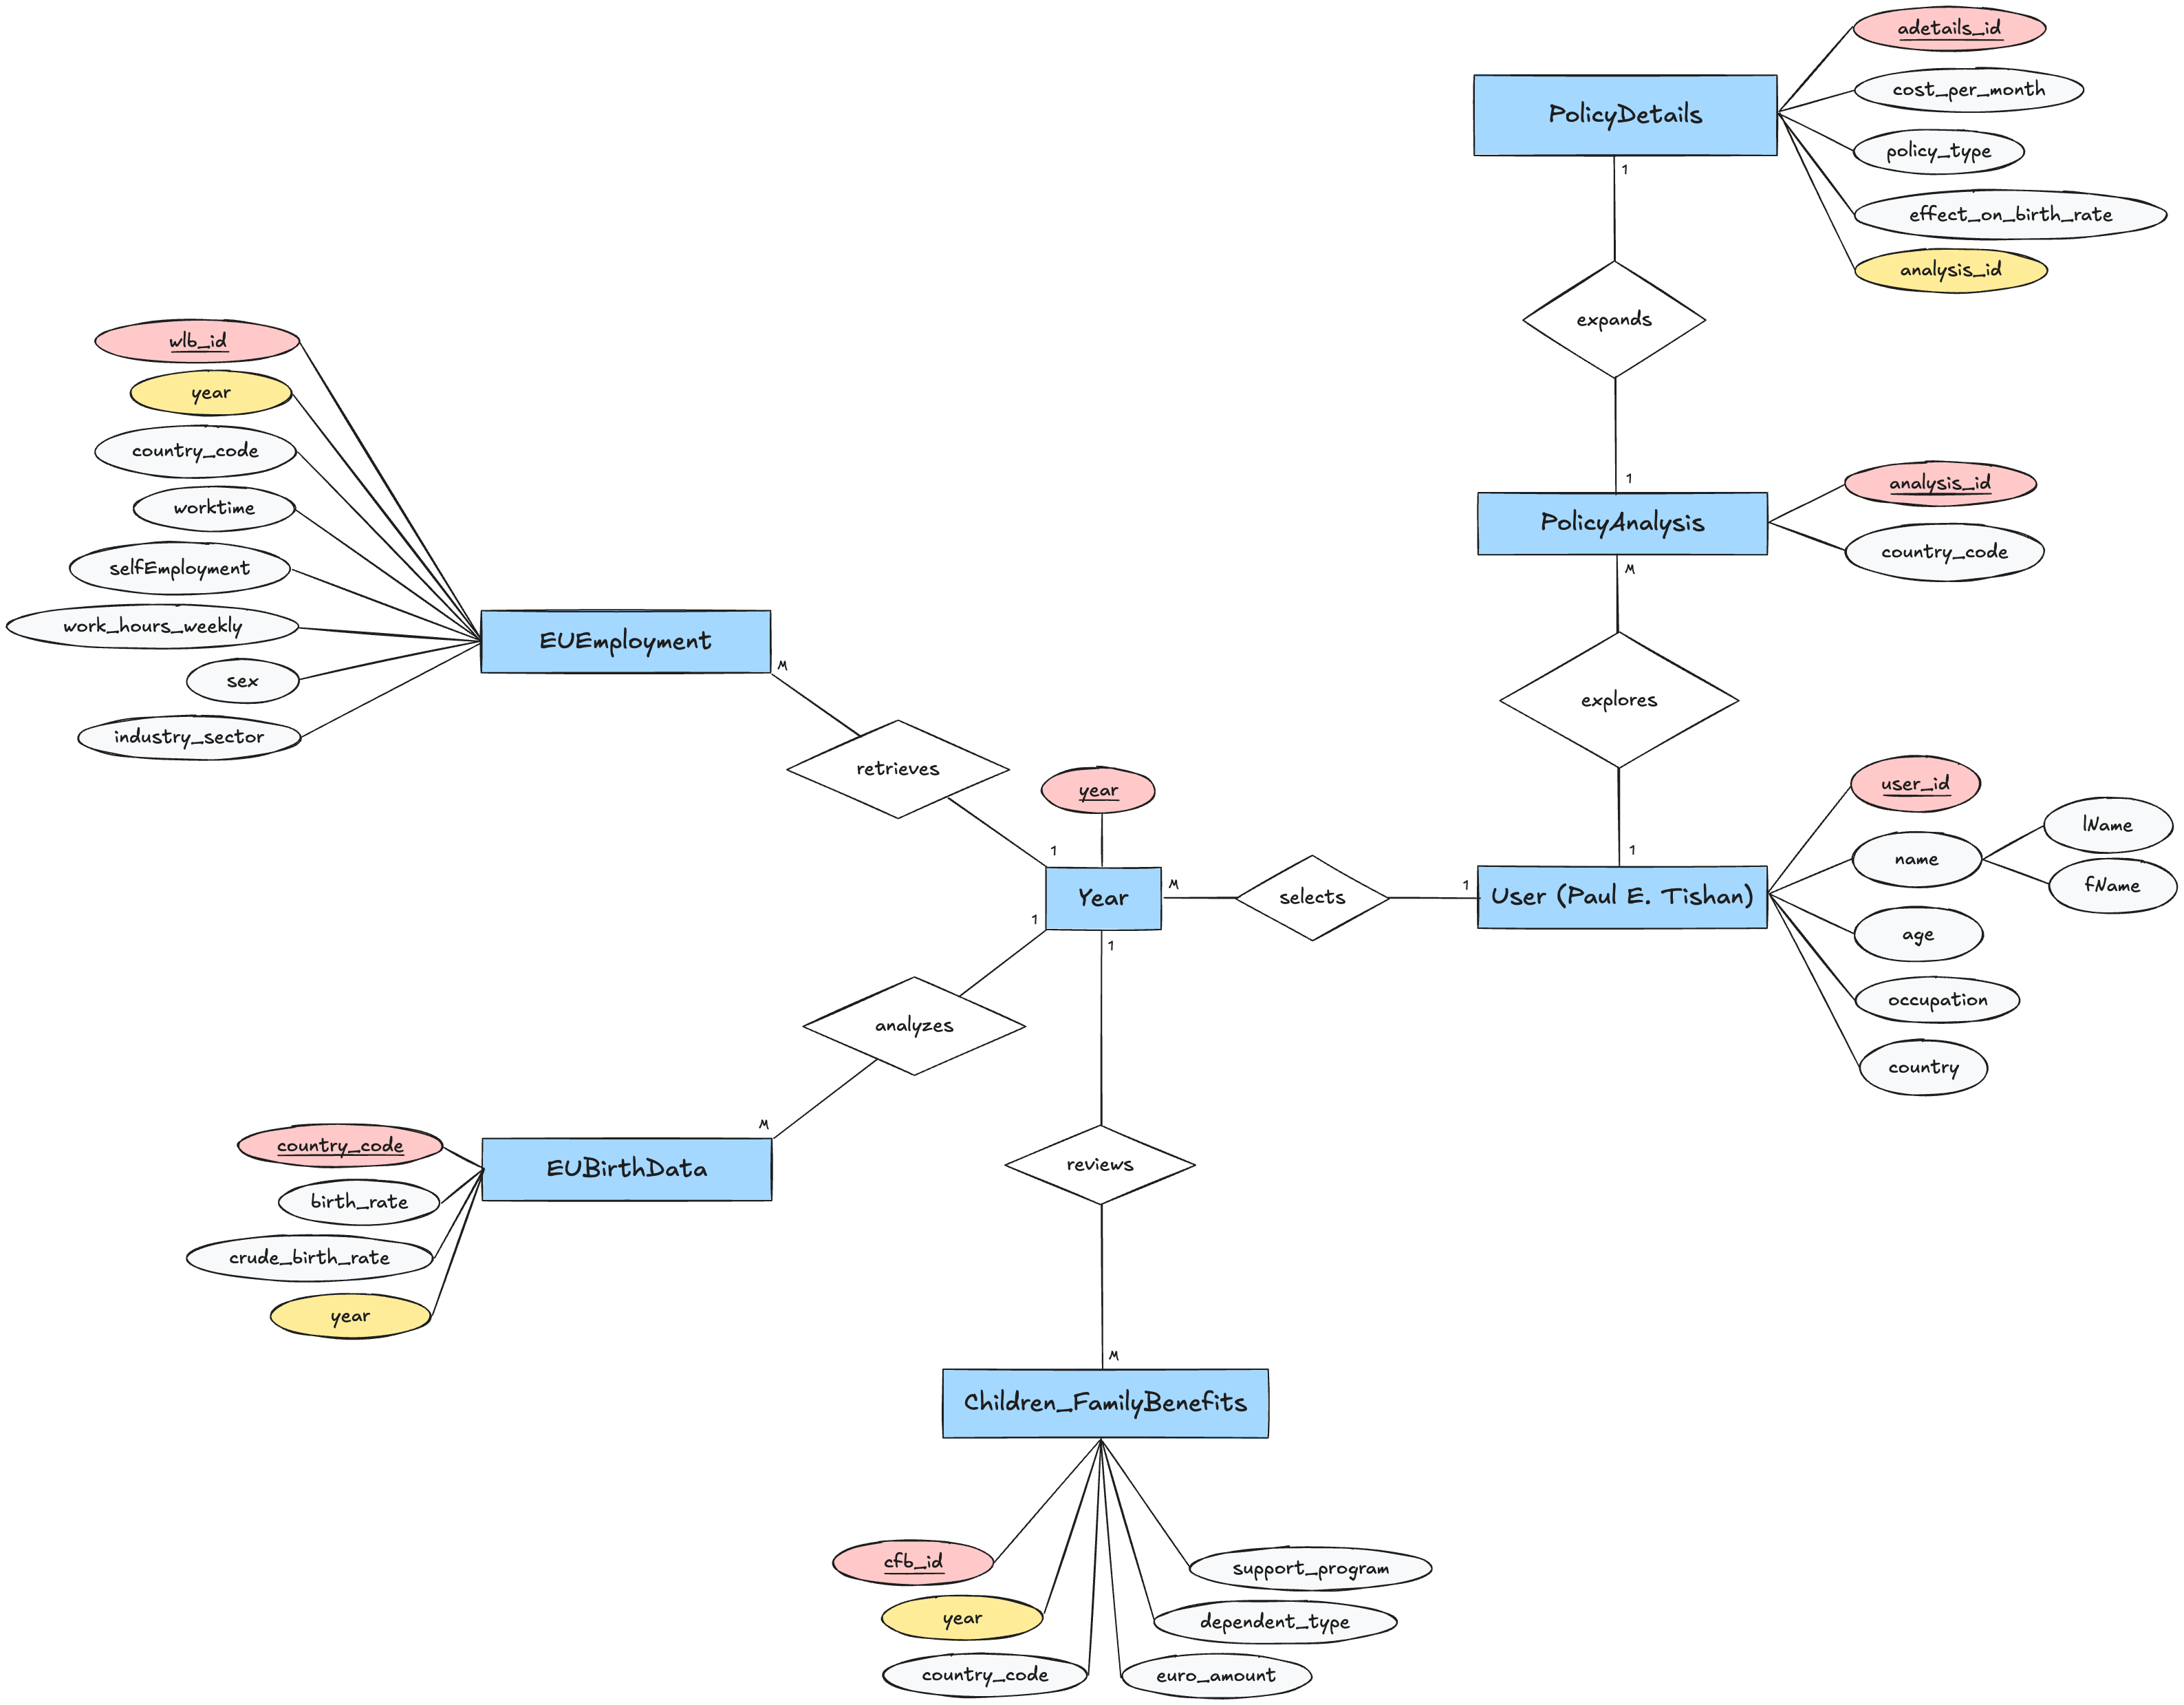 adetails_id
PolicyDetails
cost_per_month
policy_type
1
effect_on_birth_rate
analysis_id
expands
wlb_id
year
country_code
worktime
selfEmployment
work_hours_weekly
sex
industry_sector
EUEmployment
M
1
PolicyAnalysis
analysis_id
country_code
M
explores
retrieves
year
1
1
user_id
name
lName
fName
age
occupation
country
Year
M
selects
1
User (Paul E. Tishan)
1
1
analyzes
M
country_code
birth_rate
crude_birth_rate
year
EUBirthData
reviews
M
Children_FamilyBenefits
cfb_id
year
country_code
support_program
dependent_type
euro_amount